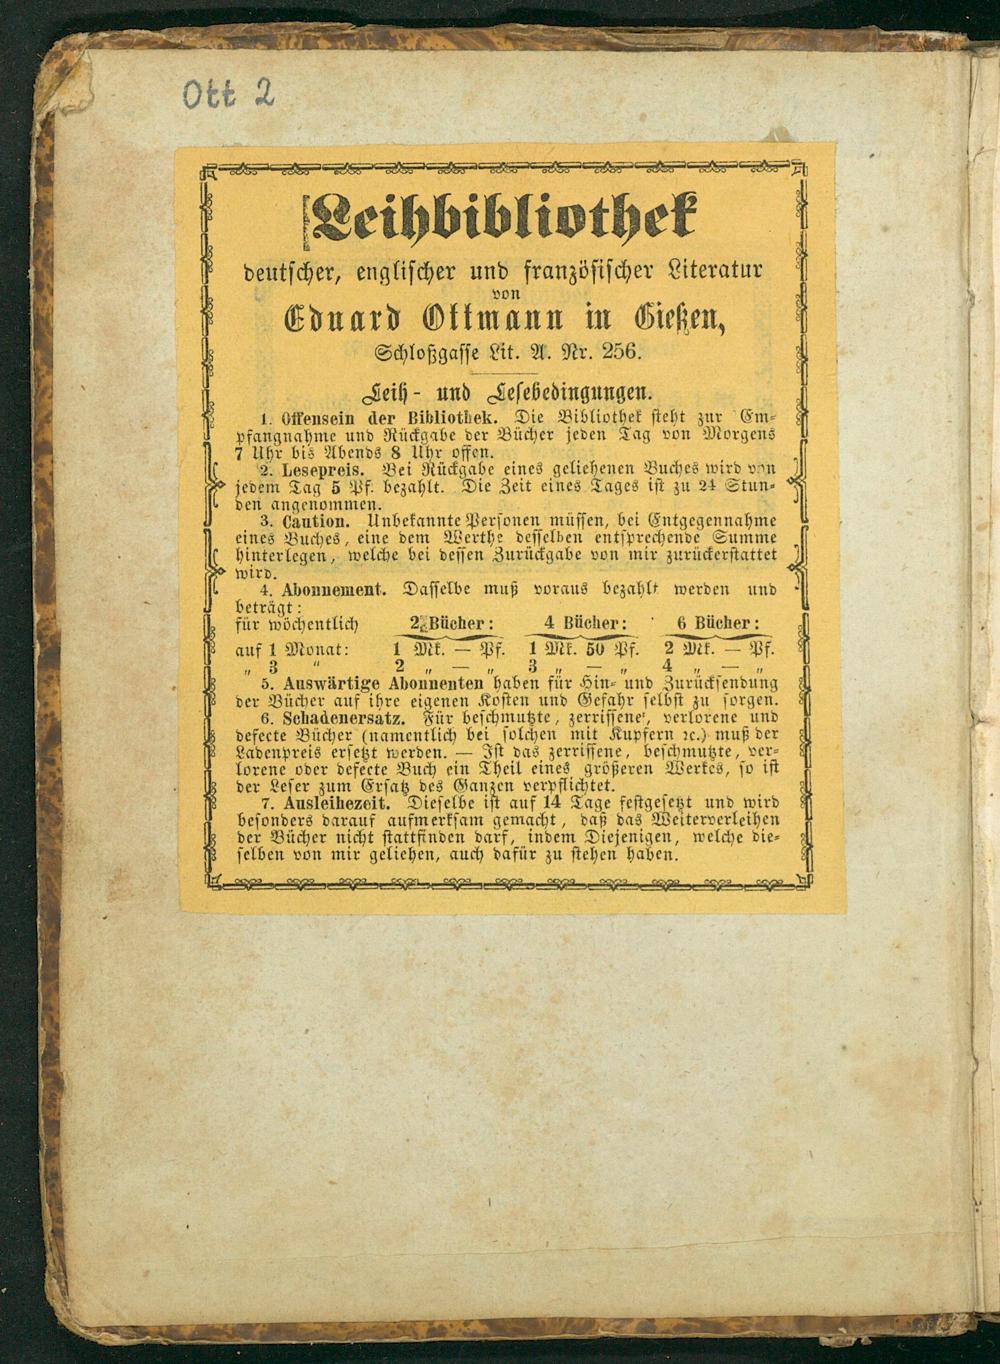 Ott 2
Leihbibliothek
deutscher, englischer und französischer Literatur
von
Eduard Ottmann in Gießen,
Schloßgasse Lit. A. Nr. 256.
Leih- und Lesebedingungen.
1. Offensein der Bibliothek. Die Bibliothek steht zur Em-
pfangnahme und Rückgabe der Bücher jeden Tag von Morgens
7 Uhr bis Abends 8 Uhr offen.
2. Lesepreis. Bei Rückgabe eines geliehenen Buches wird von
jedem Tag 5 Pf. bezahlt. Die Zeit eines Tages ist zu 24 Stun-
den angenommen.
3. Caution. Unbekannte Personen müssen, bei Entgegennahme
eines Buches, eine dem Werthe desselben entsprechende Summe
hinterlegen, welche bei dessen Zurückgabe von mir zurückerstattet
wird.
4. Abonnement. Dasselbe muß voraus bezahlt werden und
beträgt:
für wöchentlich 2 Bücher: 4 Bücher: 6 Bücher:
auf 1 Monat: 1 Mk. — Pf. 1 Mk. 50 Pf. 2 Mk. — Pf.
„ 3 „ 2 „ — „ 3 „ — „ 4 „ — „
5. Auswärtige Abonnenten haben für Hin- und Zurücksendung
der Bücher auf ihre eigenen Kosten und Gefahr selbst zu sorgen.
6. Schadenersatz. Für beschmutzte, zerrissene, verlorene und
defecte Bücher (namentlich bei solchen mit Kupfern ꝛc.) muß der
Ladenpreis ersetzt werden. — Ist das zerrissene, beschmutzte, ver-
lorene oder defecte Buch ein Theil eines größeren Werkes, so ist
der Leser zum Ersatz des Ganzen verpflichtet.
7. Ausleihezeit. Dieselbe ist auf 14 Tage festgesetzt und wird
besonders darauf aufmerksam gemacht, daß das Weiterverleihen
der Bücher nicht stattfinden darf, indem Diejenigen, welche die-
selben von mir geliehen, auch dafür zu stehen haben.